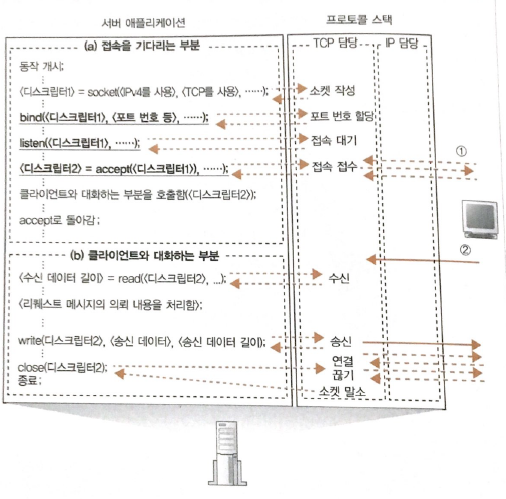 서버 애플리케이션
프로토콜 스택
(a) 접속을 기다리는 부분
TCP 담당
IP 담당
동작 개시;
〈디스크립터1〉 = socket(〈IPv4를 사용〉, 〈TCP를 사용〉, ……);
소켓 작성
bind(〈디스크립터1〉, 〈포트 번호 등〉, ……);
포트 번호 할당
listen(〈디스크립터1〉, ……);
접속 대기
①
〈디스크립터2〉 = accept(〈디스크립터1〉, ……);
접속 접수
클라이언트와 대화하는 부분을 호출함(〈디스크립터2〉);
accept로 돌아감;
②
(b) 클라이언트와 대화하는 부분
〈수신 데이터 길이〉 = read(〈디스크립터2〉, ...);
수신
〈리퀘스트 메시지의 의뢰 내용을 처리함〉;
write(디스크립터2〉, 〈송신 데이터〉, 〈송신 데이터 길이〉);
송신
close(디스크립터2〉;
연결
끊기
종료;
소켓 말소